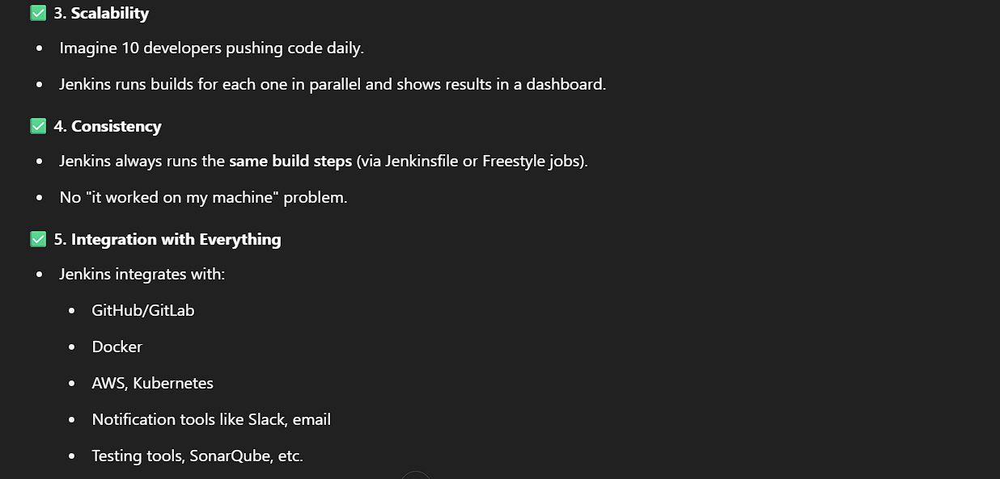 ✅ 3. Scalability
• Imagine 10 developers pushing code daily.
• Jenkins runs builds for each one in parallel and shows results in a dashboard.
✅ 4. Consistency
• Jenkins always runs the same build steps (via Jenkinsfile or Freestyle jobs).
• No "it worked on my machine" problem.
✅ 5. Integration with Everything
• Jenkins integrates with:
• GitHub/GitLab
• Docker
• AWS, Kubernetes
• Notification tools like Slack, email
• Testing tools, SonarQube, etc.